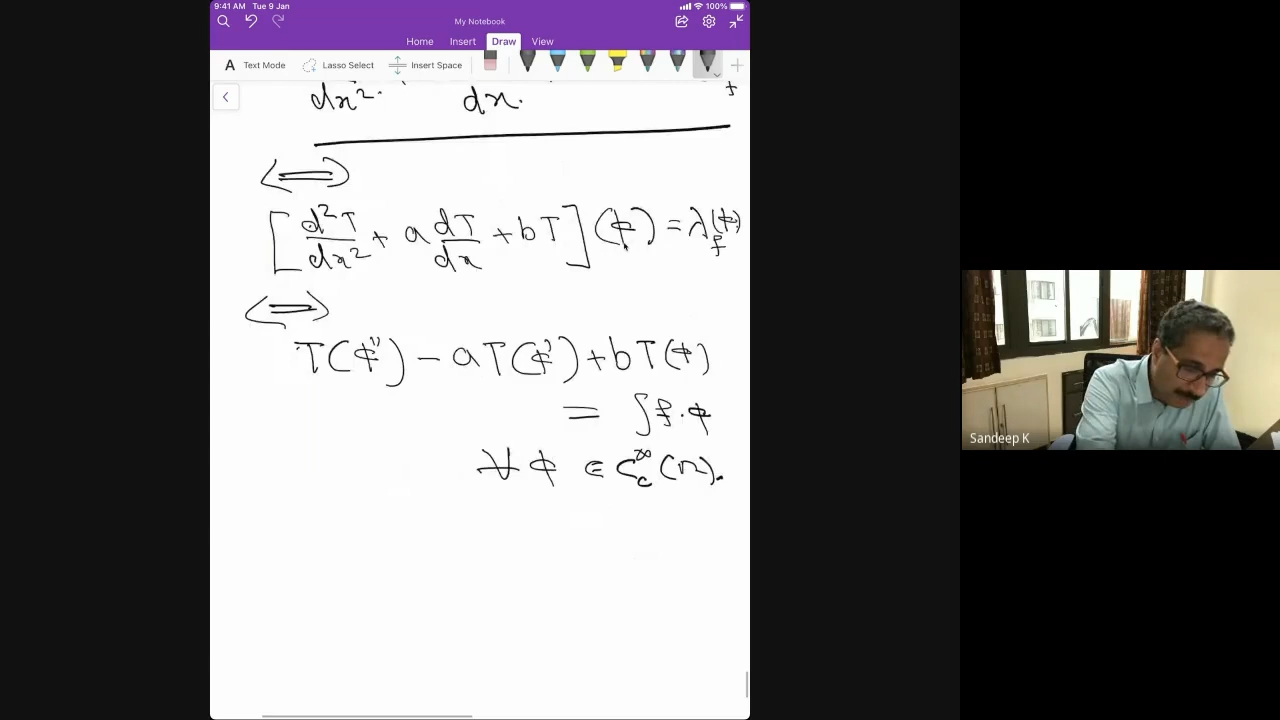 9:41 AM Tue 9 Jan 100%
My Notebook
Home Insert Draw View
A Text Mode Lasso Select Insert Space
dx². dx. f
⟺
[d²T/dx² + a dT/dx + bT](ϕ) = λ_f(ϕ)
⟺
T(ϕ'') − aT(ϕ') + bT(ϕ)
= ∫f·ϕ
∀ ϕ ∈ C_c^∞(Ω).
Sandeep K